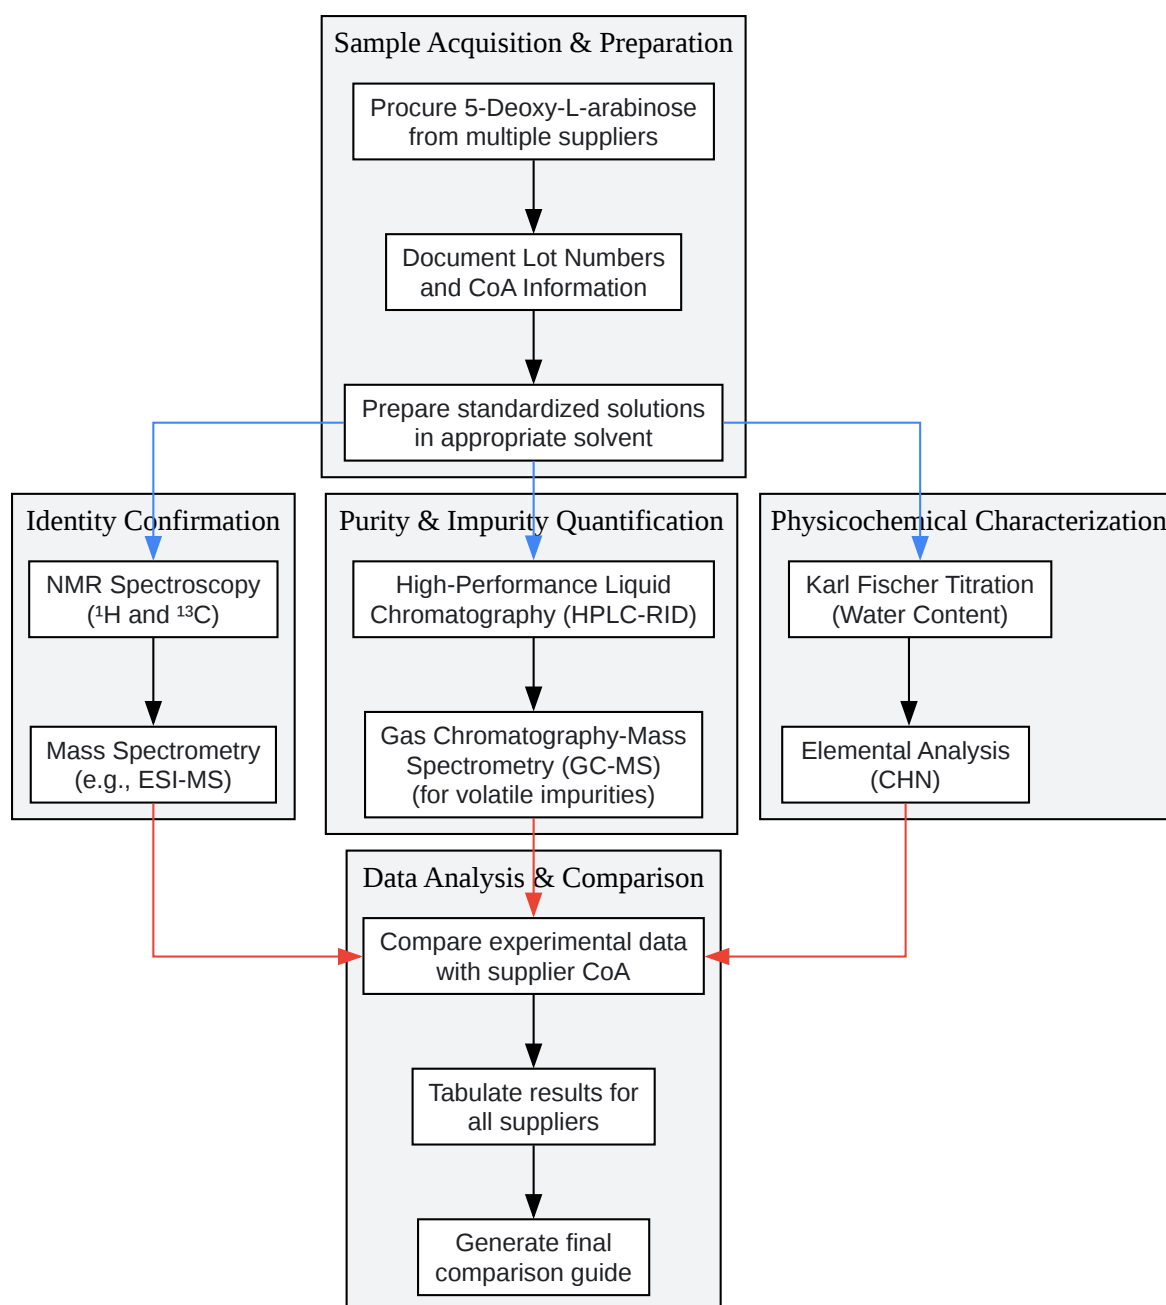 Sample Acquisition & Preparation
Procure 5-Deoxy-L-arabinose
from multiple suppliers
Document Lot Numbers
and CoA Information
Prepare standardized solutions
in appropriate solvent
Identity Confirmation
NMR Spectroscopy
(¹H and ¹³C)
Mass Spectrometry
(e.g., ESI-MS)
Purity & Impurity Quantification
High-Performance Liquid
Chromatography (HPLC-RID)
Gas Chromatography-Mass
Spectrometry (GC-MS)
(for volatile impurities)
Physicochemical Characterization
Karl Fischer Titration
(Water Content)
Elemental Analysis
(CHN)
Data Analysis & Comparison
Compare experimental data
with supplier CoA
Tabulate results for
all suppliers
Generate final
comparison guide